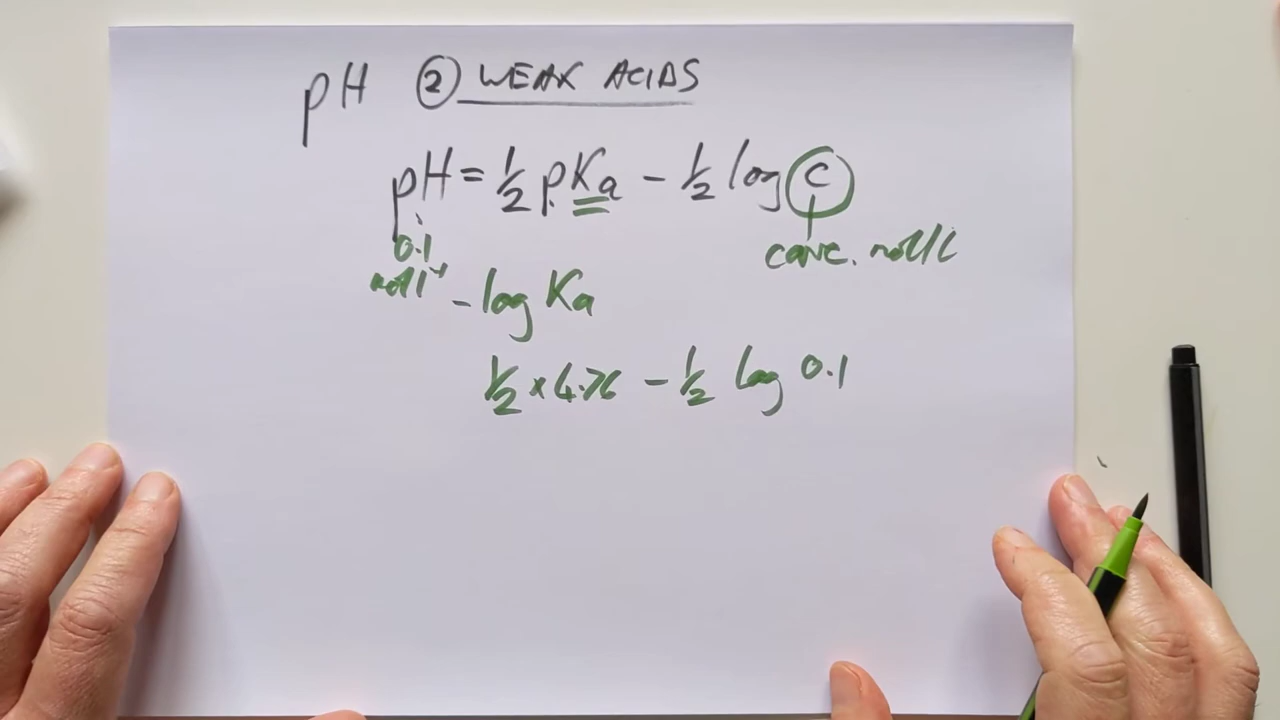 pH ② WEAK ACIDS
pH = ½ pKa − ½ log c
0.1
mol l⁻¹
conc. mol/l
− log Ka
½ × 4.76 − ½ log 0.1